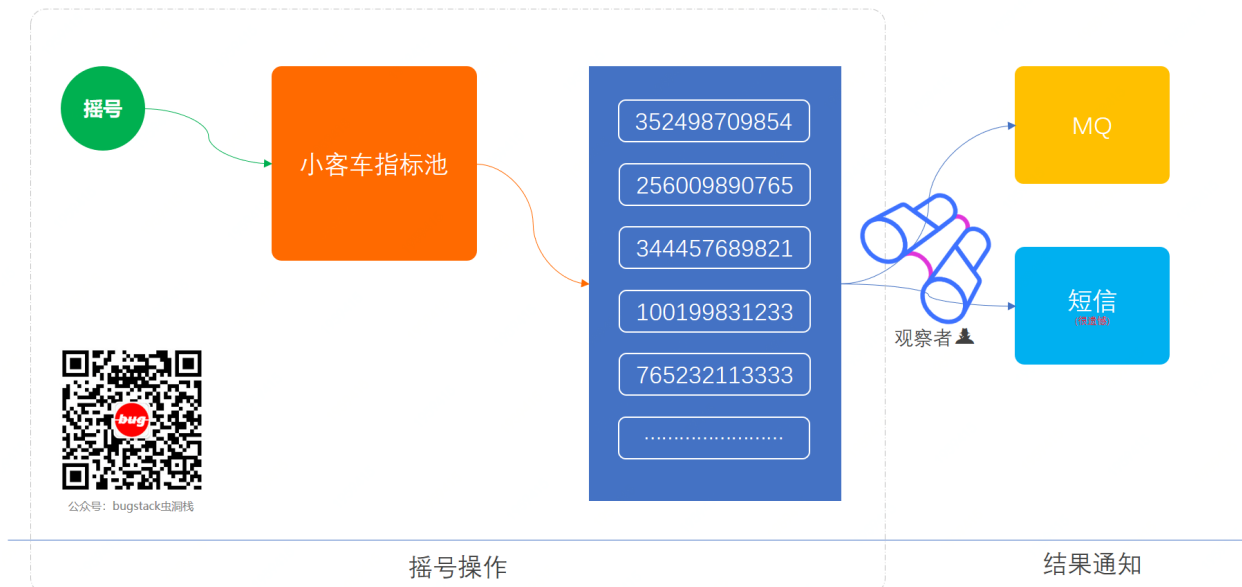 摇号
小客车指标池
352498709854
256009890765
344457689821
100199831233
765232113333
........................
MQ
短信
观察者
bug
公众号：bugstack虫洞栈
摇号操作
结果通知